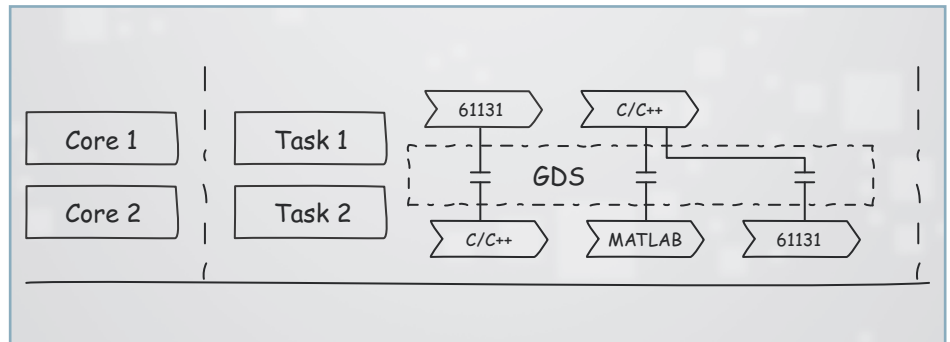 61131
C/C++
Core 1
Task 1
GDS
Core 2
Task 2
C/C++
MATLAB
61131